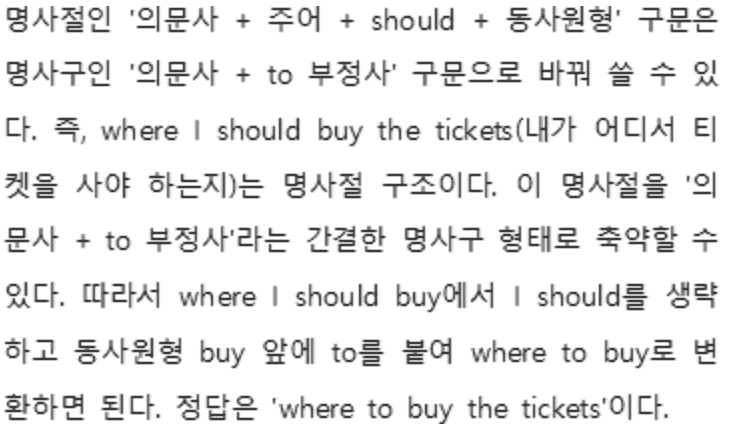 명사절인 '의문사 + 주어 + should + 동사원형' 구문은
명사구인 '의문사 + to 부정사' 구문으로 바꿔 쓸 수 있
다. 즉, where I should buy the tickets(내가 어디서 티
켓을 사야 하는지)는 명사절 구조이다. 이 명사절을 '의
문사 + to 부정사'라는 간결한 명사구 형태로 축약할 수
있다. 따라서 where I should buy에서 I should를 생략
하고 동사원형 buy 앞에 to를 붙여 where to buy로 변
환하면 된다. 정답은 'where to buy the tickets'이다.